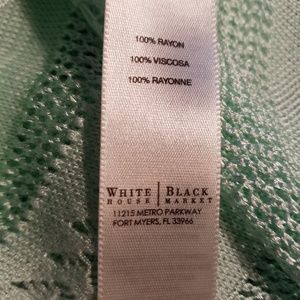 100% RAYON
100% VISCOSA
100% RAYONNE
WHITE | BLACK
HOUSE | MARKET
11215 METRO PARKWAY
FORT MYERS, FL 33966